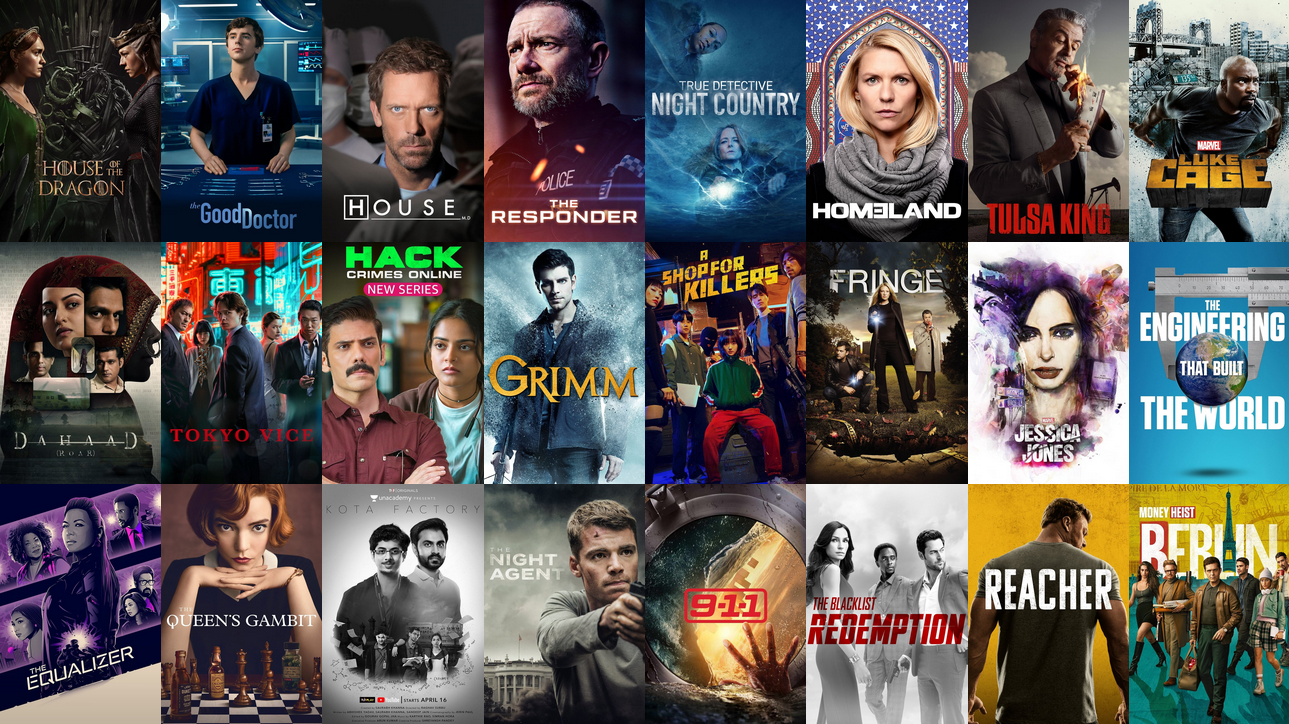 HOUSE OF THE
DRAGON
the GoodDoctor
HOUSE M.D
POLICE
THE
RESPONDER
TRUE DETECTIVE
NIGHT COUNTRY
HOMELAND
TULSA KING
MARVEL
LUKE
CAGE
DAHAAD
(ROAR)
TOKYO VICE
HACK
CRIMES ONLINE
NEW SERIES
GRIMM
A
SHOP FOR
KILLERS
FRINGE
MARVEL
JESSICA
JONES
THE
ENGINEERING
THAT BUILT
THE WORLD
THE
EQUALIZER
THE
QUEEN'S GAMBIT
unacademy PRESENTS
KOTA FACTORY
STARTS APRIL 16
THE
NIGHT
AGENT
9-1-1
THE BLACKLIST
REDEMPTION
REACHER
MONEY HEIST
BERLIN